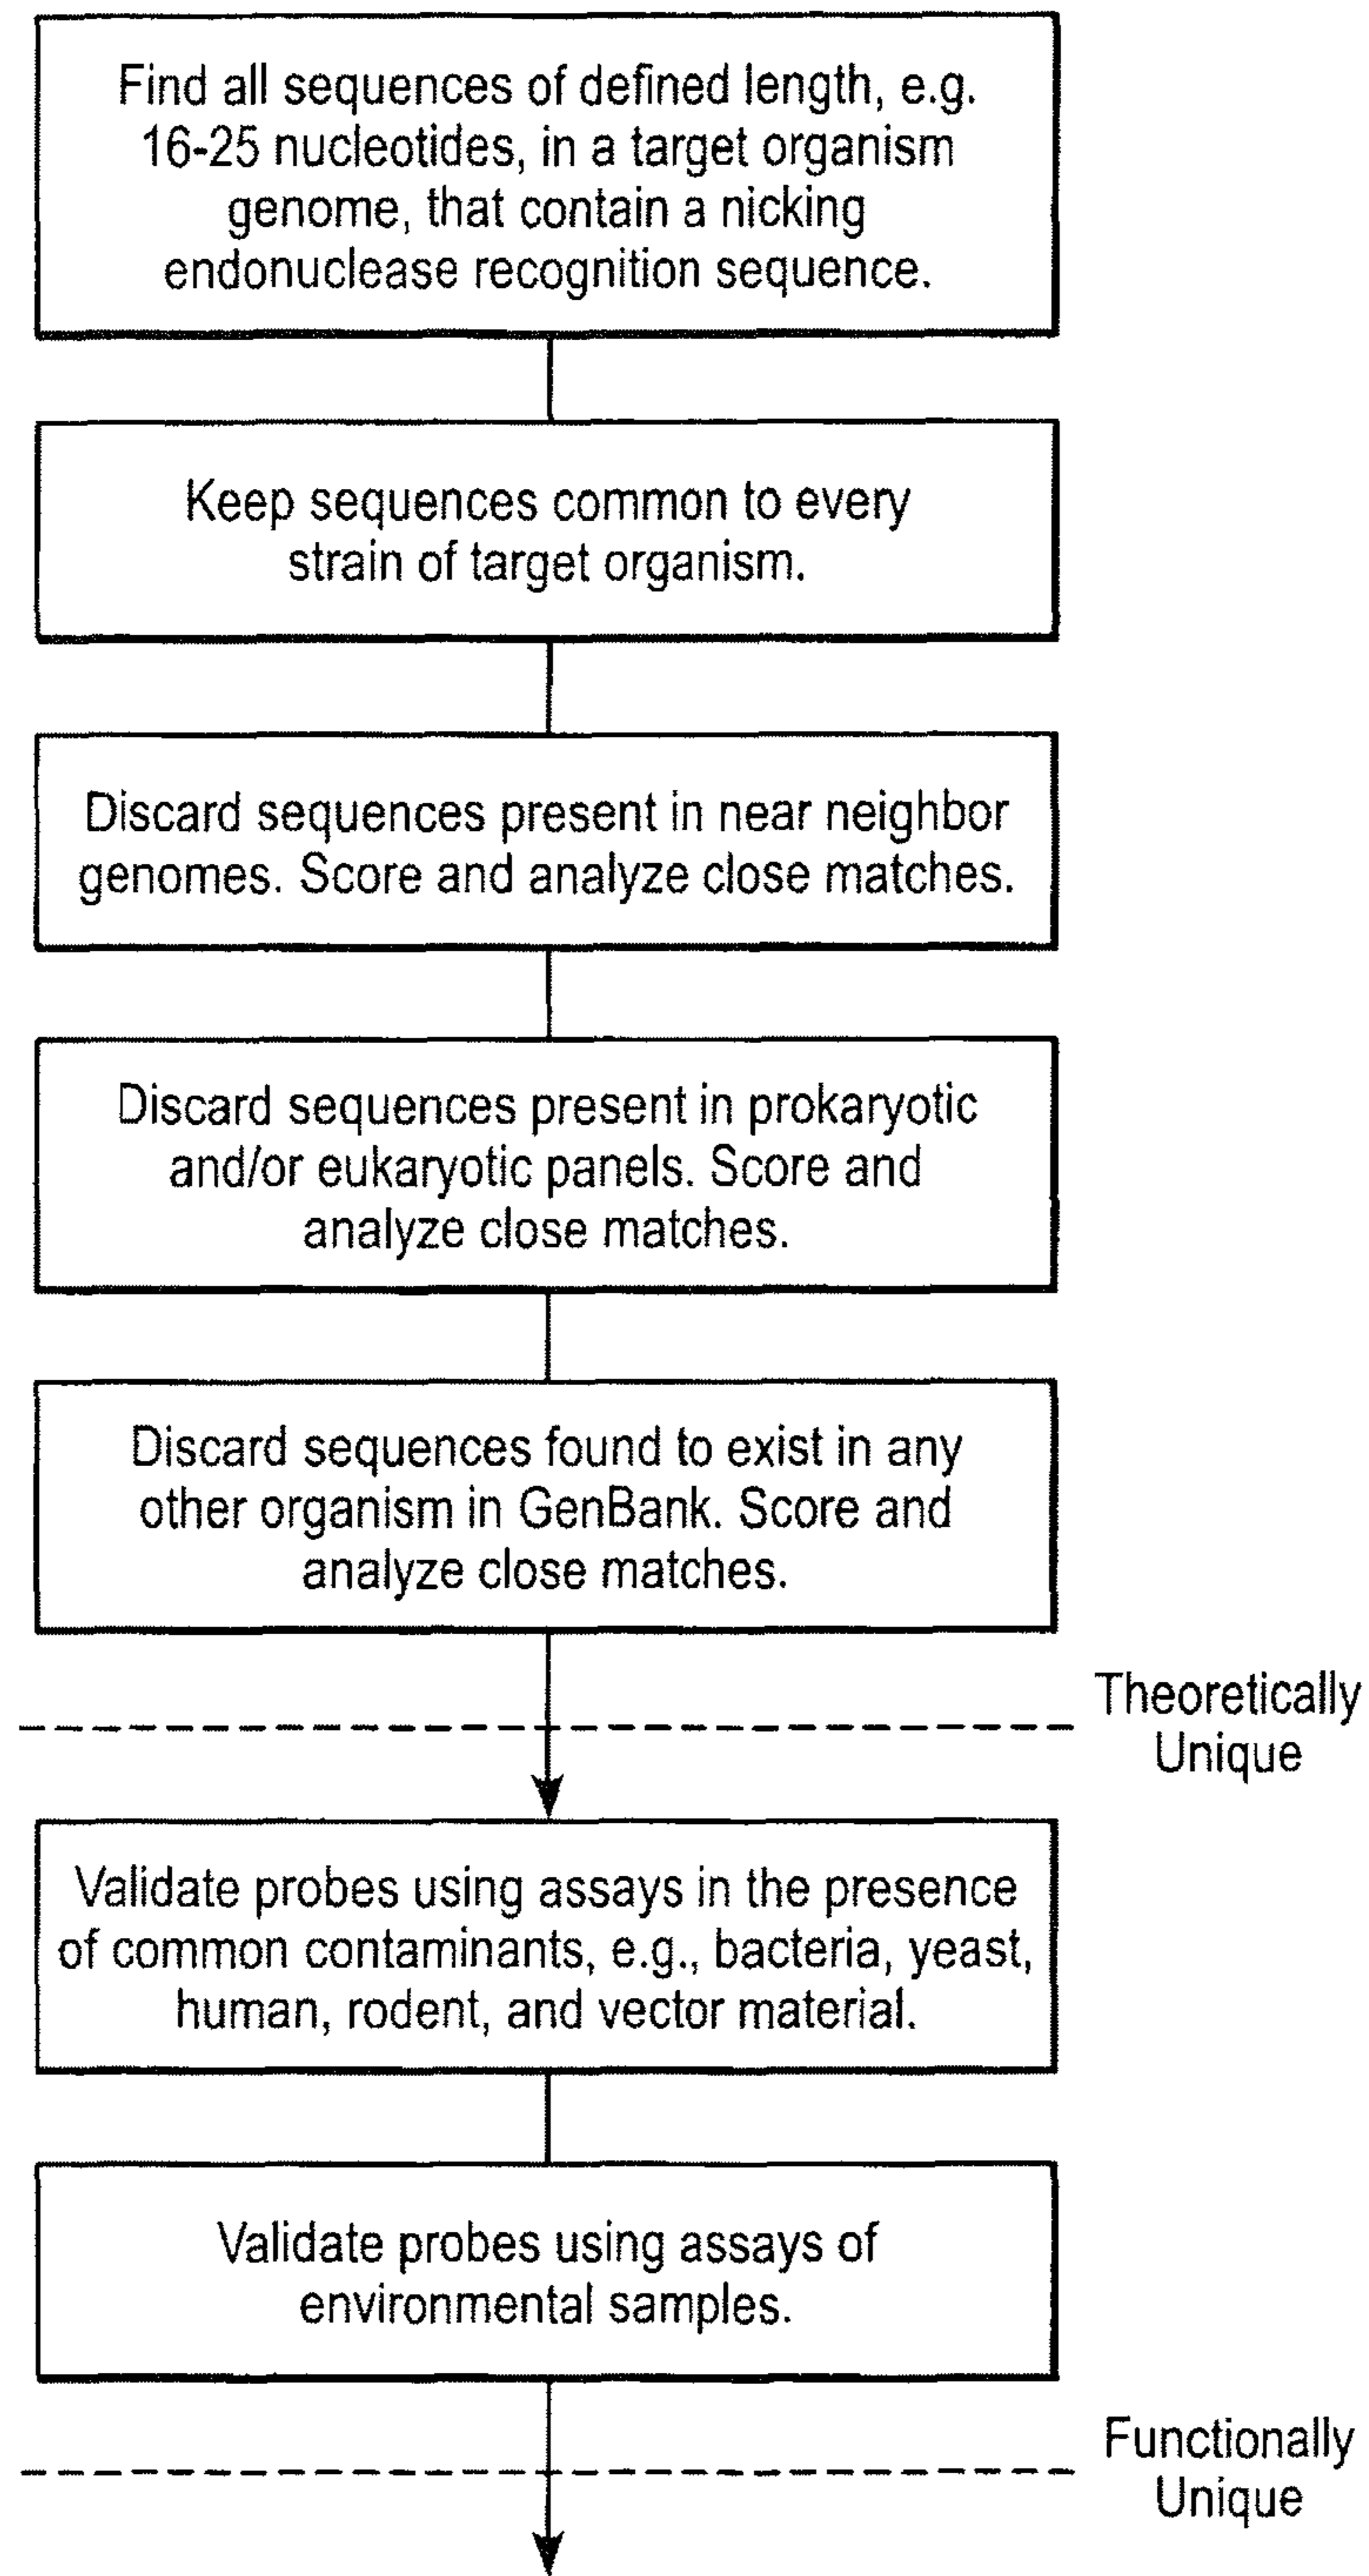 Find all sequences of defined length, e.g.
16-25 nucleotides, in a target organism
genome, that contain a nicking
endonuclease recognition sequence.
Keep sequences common to every
strain of target organism.
Discard sequences present in near neighbor
genomes. Score and analyze close matches.
Discard sequences present in prokaryotic
and/or eukaryotic panels. Score and
analyze close matches.
Discard sequences found to exist in any
other organism in GenBank. Score and
analyze close matches.
Theoretically
Unique
Validate probes using assays in the presence
of common contaminants, e.g., bacteria, yeast,
human, rodent, and vector material.
Validate probes using assays of
environmental samples.
Functionally
Unique